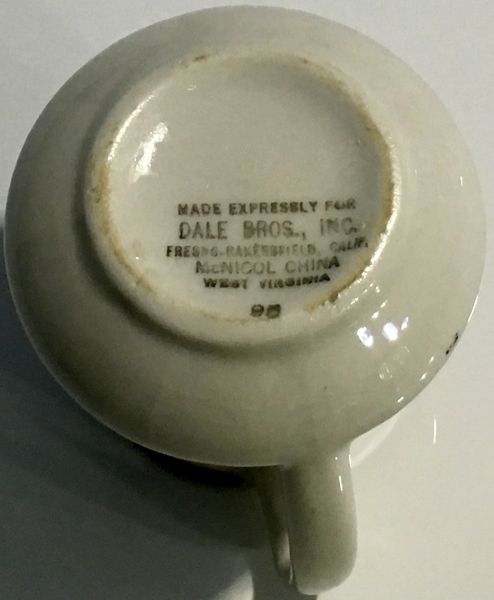 MADE EXPRESSLY FOR
DALE BROS., INC.
FRESNO-BAKERSFIELD, CALIF.
McNICOL CHINA
WEST VIRGINIA